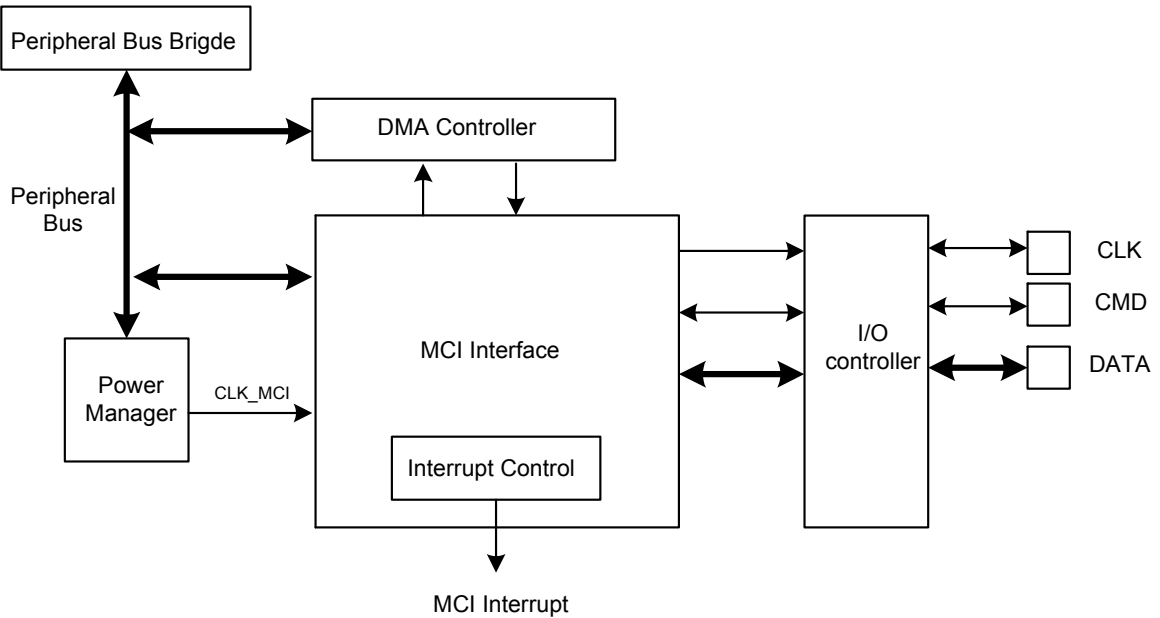 Peripheral Bus Brigde
DMA Controller
Peripheral
Bus
CLK
CMD
MCI Interface
I/O
controller
DATA
Power
Manager
CLK_MCI
Interrupt Control
MCI Interrupt